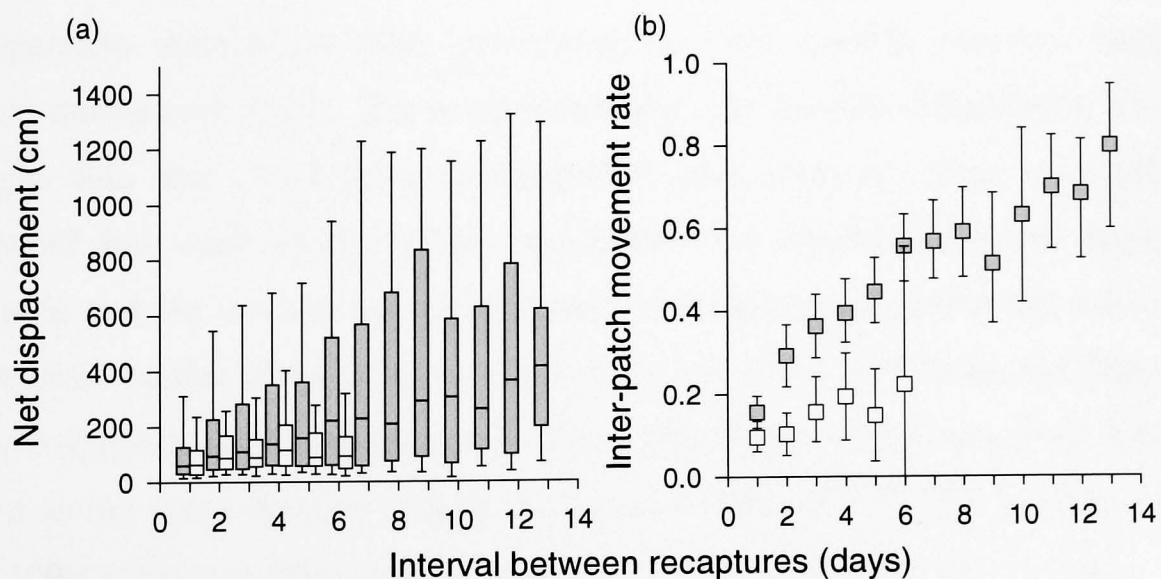 (a)
Net displacement (cm)
1400
1200
1000
800
600
400
200
0
0 2 4 6 8 10 12 14
(b)
Inter-patch movement rate
1.0
0.8
0.6
0.4
0.2
0.0
0 2 4 6 8 10 12 14
Interval between recaptures (days)